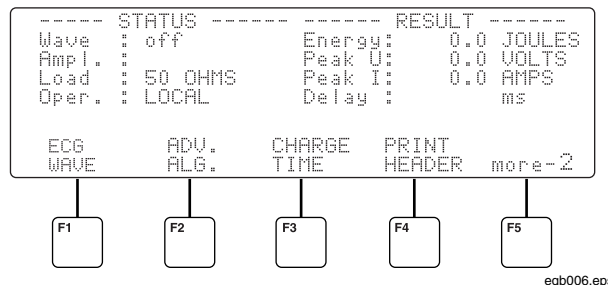 ----- STATUS ------ ------ RESULT ------
Wave : off Energy: 0.0 JOULES
Ampl. : Peak U: 0.0 VOLTS
Load : 50 OHMS Peak I: 0.0 AMPS
Oper. : LOCAL Delay : ms
ECG ADV. CHARGE PRINT
WAVE ALG. TIME HEADER more-2
F1 F2 F3 F4 F5